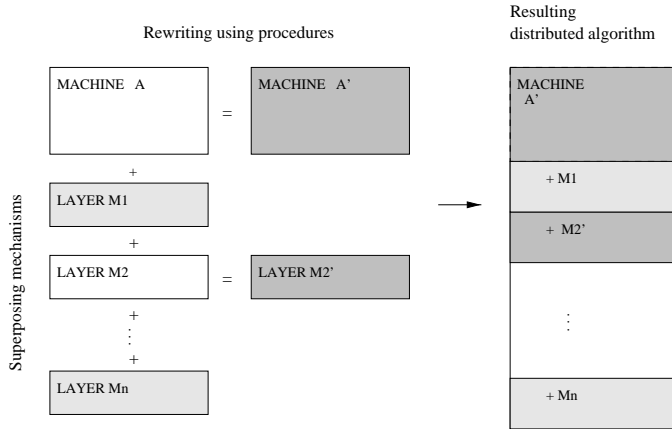 Rewriting using procedures
Resulting
distributed algorithm
MACHINE A
=
MACHINE A’
MACHINE
A’
+
LAYER M1
+ M1
+
+ M2’
LAYER M2
=
LAYER M2’
+
+
LAYER Mn
+ Mn
Superposing mechanisms